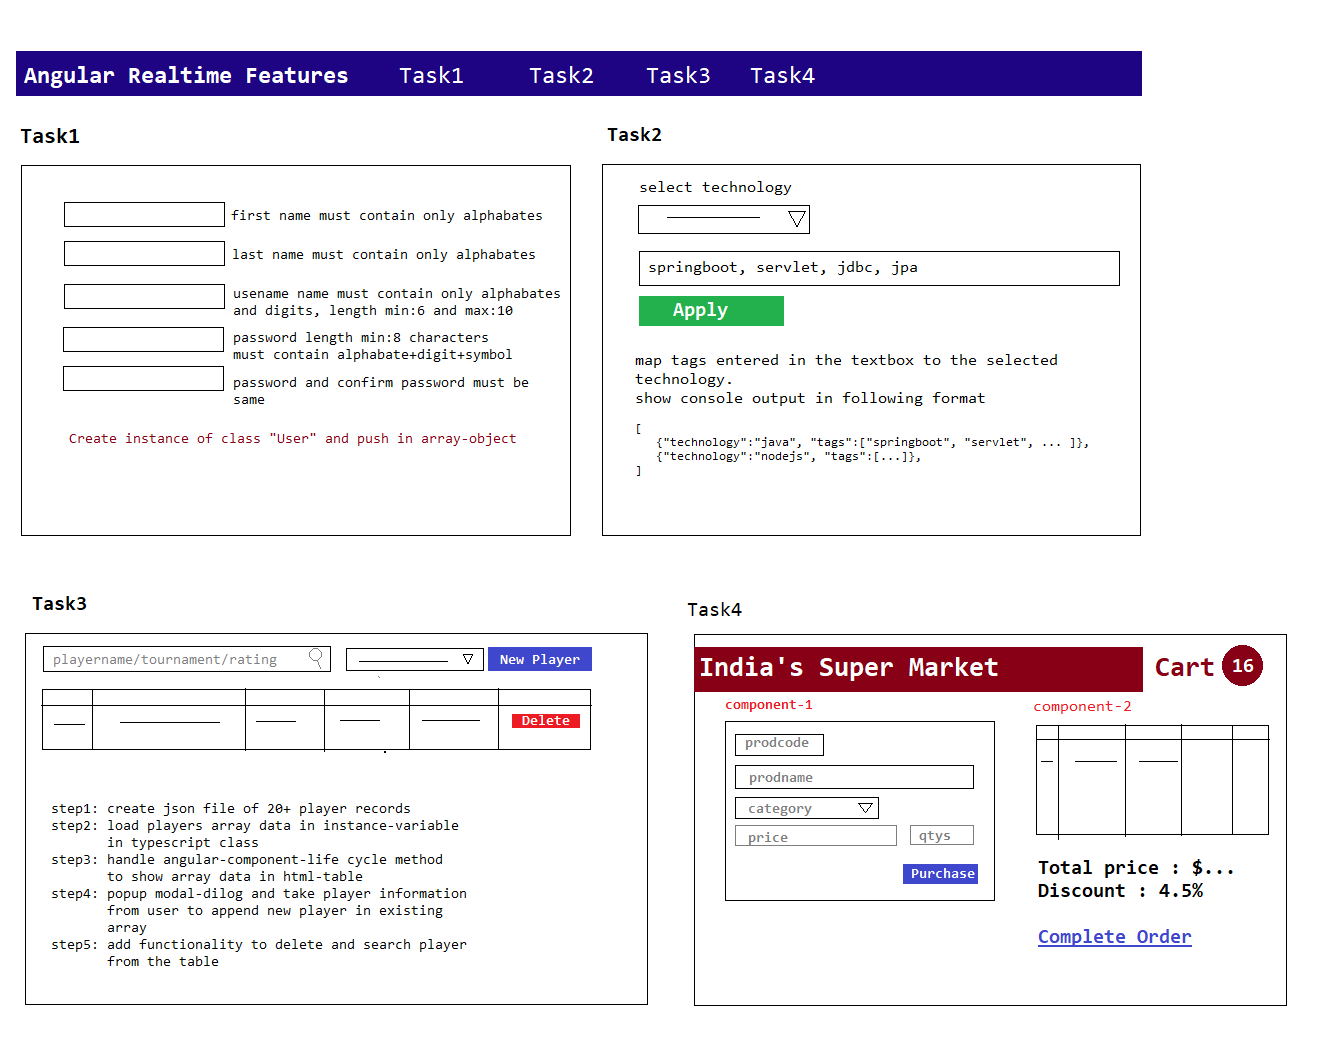 Angular Realtime Features Task1 Task2 Task3 Task4
Task1
first name must contain only alphabates
last name must contain only alphabates
usename name must contain only alphabates
and digits, length min:6 and max:10
password length min:8 characters
must contain alphabate+digit+symbol
password and confirm password must be
same
Create instance of class "User" and push in array-object
Task2
select technology
springboot, servlet, jdbc, jpa
Apply
map tags entered in the textbox to the selected
technology.
show console output in following format
[
{"technology":"java", "tags":["springboot", "servlet", ... ]},
{"technology":"nodejs", "tags":[...]},
]
Task3
playername/tournament/rating
New Player
Delete
step1: create json file of 20+ player records
step2: load players array data in instance-variable
in typescript class
step3: handle angular-component-life cycle method
to show array data in html-table
step4: popup modal-dilog and take player information
from user to append new player in existing
array
step5: add functionality to delete and search player
from the table
Task4
India's Super Market
Cart 16
component-1
prodcode
prodname
category
price
qtys
Purchase
component-2
Total price : $...
Discount : 4.5%
Complete Order